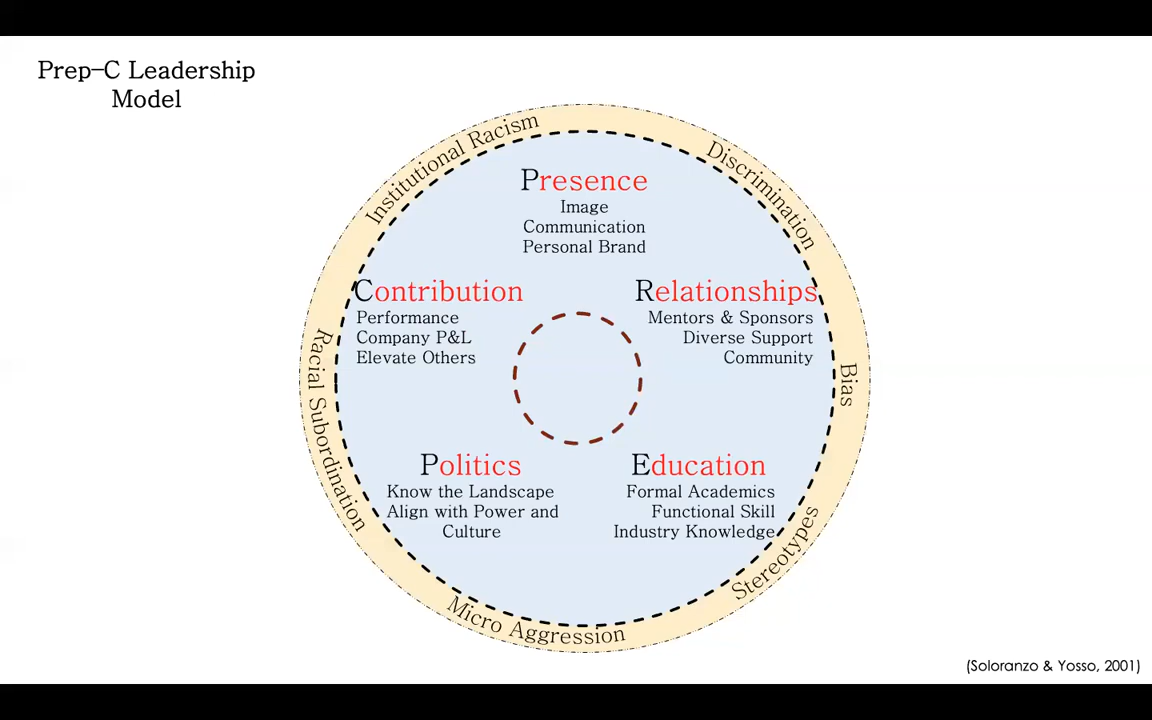 Prep-C Leadership
Model
Institutional Racism
Discrimination
Presence
Image
Communication
Personal Brand
Contribution
Performance
Company P&L
Elevate Others
Relationships
Mentors & Sponsors
Diverse Support
Community
Racial Subordination
Bias
Politics
Know the Landscape
Align with Power and
Culture
Education
Formal Academics
Functional Skill
Industry Knowledge
Stereotypes
Micro Aggression
(Soloranzo & Yosso, 2001)